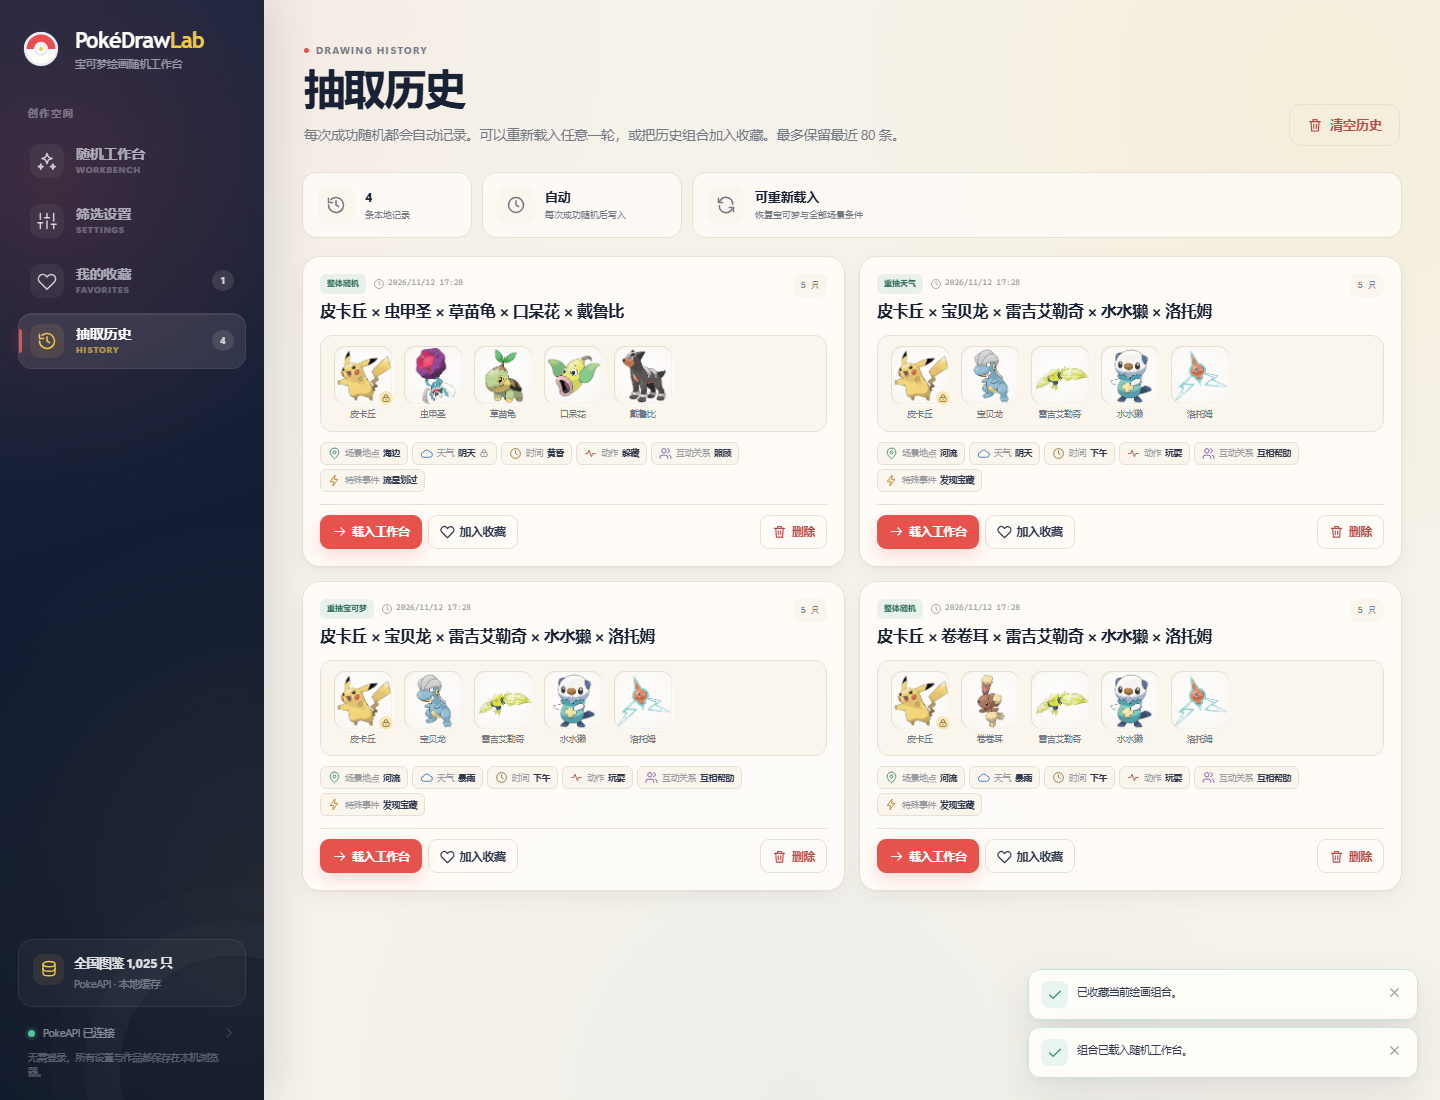 PokéDrawLab
宝可梦绘画随机工作台
创作空间
随机工作台
WORKBENCH
筛选设置
SETTINGS
我的收藏
FAVORITES
1
抽取历史
HISTORY
4
全国图鉴 1,025 只
PokeAPI · 本地缓存
PokeAPI 已连接
无需登录，所有设置与作品都保存在本机浏览
器。
DRAWING HISTORY
抽取历史
每次成功随机都会自动记录。可以重新载入任意一轮，或把历史组合加入收藏。最多保留最近 80 条。
清空历史
4
条本地记录
自动
每次成功随机后写入
可重新载入
恢复宝可梦与全部场景条件
整体随机 2026/11/12 17:28 5 只
皮卡丘 × 虫甲圣 × 草苗龟 × 口呆花 × 戴鲁比
皮卡丘 虫甲圣 草苗龟 口呆花 戴鲁比
场景地点 海边 天气 阴天 时间 黄昏 动作 躲藏 互动关系 照顾
特殊事件 流星划过
载入工作台 加入收藏 删除
重抽天气 2026/11/12 17:28 5 只
皮卡丘 × 宝贝龙 × 雷吉艾勒奇 × 水水獭 × 洛托姆
皮卡丘 宝贝龙 雷吉艾勒奇 水水獭 洛托姆
场景地点 河流 天气 阴天 时间 下午 动作 玩耍 互动关系 互相帮助
特殊事件 发现宝藏
载入工作台 加入收藏 删除
重抽宝可梦 2026/11/12 17:28 5 只
皮卡丘 × 宝贝龙 × 雷吉艾勒奇 × 水水獭 × 洛托姆
皮卡丘 宝贝龙 雷吉艾勒奇 水水獭 洛托姆
场景地点 河流 天气 暴雨 时间 下午 动作 玩耍 互动关系 互相帮助
特殊事件 发现宝藏
载入工作台 加入收藏 删除
整体随机 2026/11/12 17:28 5 只
皮卡丘 × 卷卷耳 × 雷吉艾勒奇 × 水水獭 × 洛托姆
皮卡丘 卷卷耳 雷吉艾勒奇 水水獭 洛托姆
场景地点 河流 天气 暴雨 时间 下午 动作 玩耍 互动关系 互相帮助
特殊事件 发现宝藏
载入工作台 加入收藏 删除
已收藏当前绘画组合。
组合已载入随机工作台。